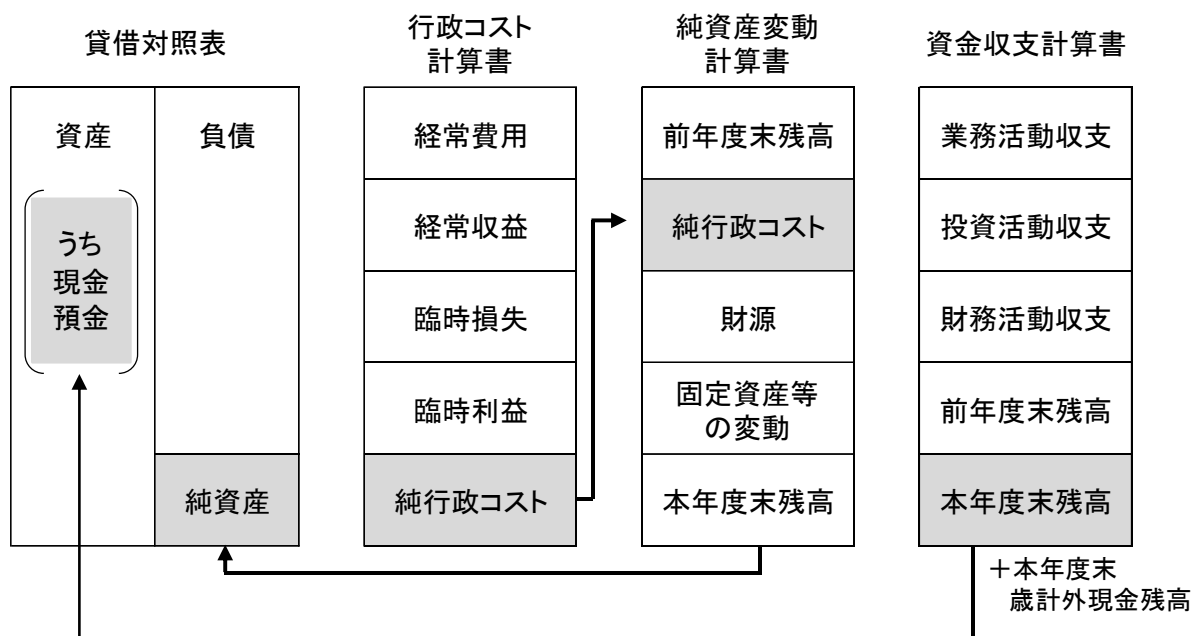 貸借対照表
資産
負債
うち
現金
預金
純資産
行政コスト
計算書
経常費用
経常収益
臨時損失
臨時利益
純行政コスト
純資産変動
計算書
前年度末残高
純行政コスト
財源
固定資産等
の変動
本年度末残高
資金収支計算書
業務活動収支
投資活動収支
財務活動収支
前年度末残高
本年度末残高
＋本年度末
歳計外現金残高